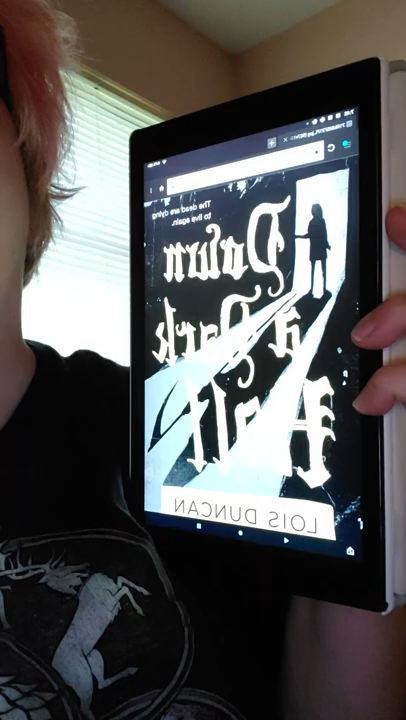 The dead are dying
to live again.
Down
a Dark
Hall
LOIS DUNCAN